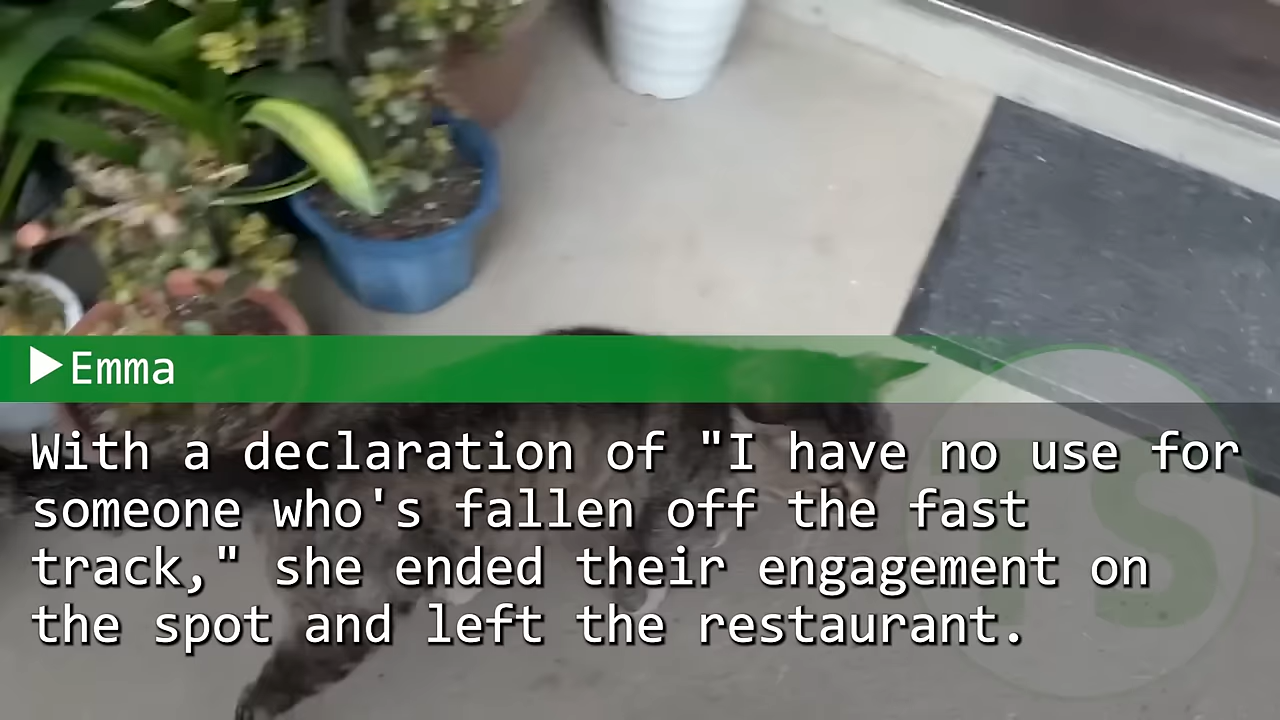 ▶Emma
With a declaration of "I have no use for
someone who's fallen off the fast
track," she ended their engagement on
the spot and left the restaurant.
TS